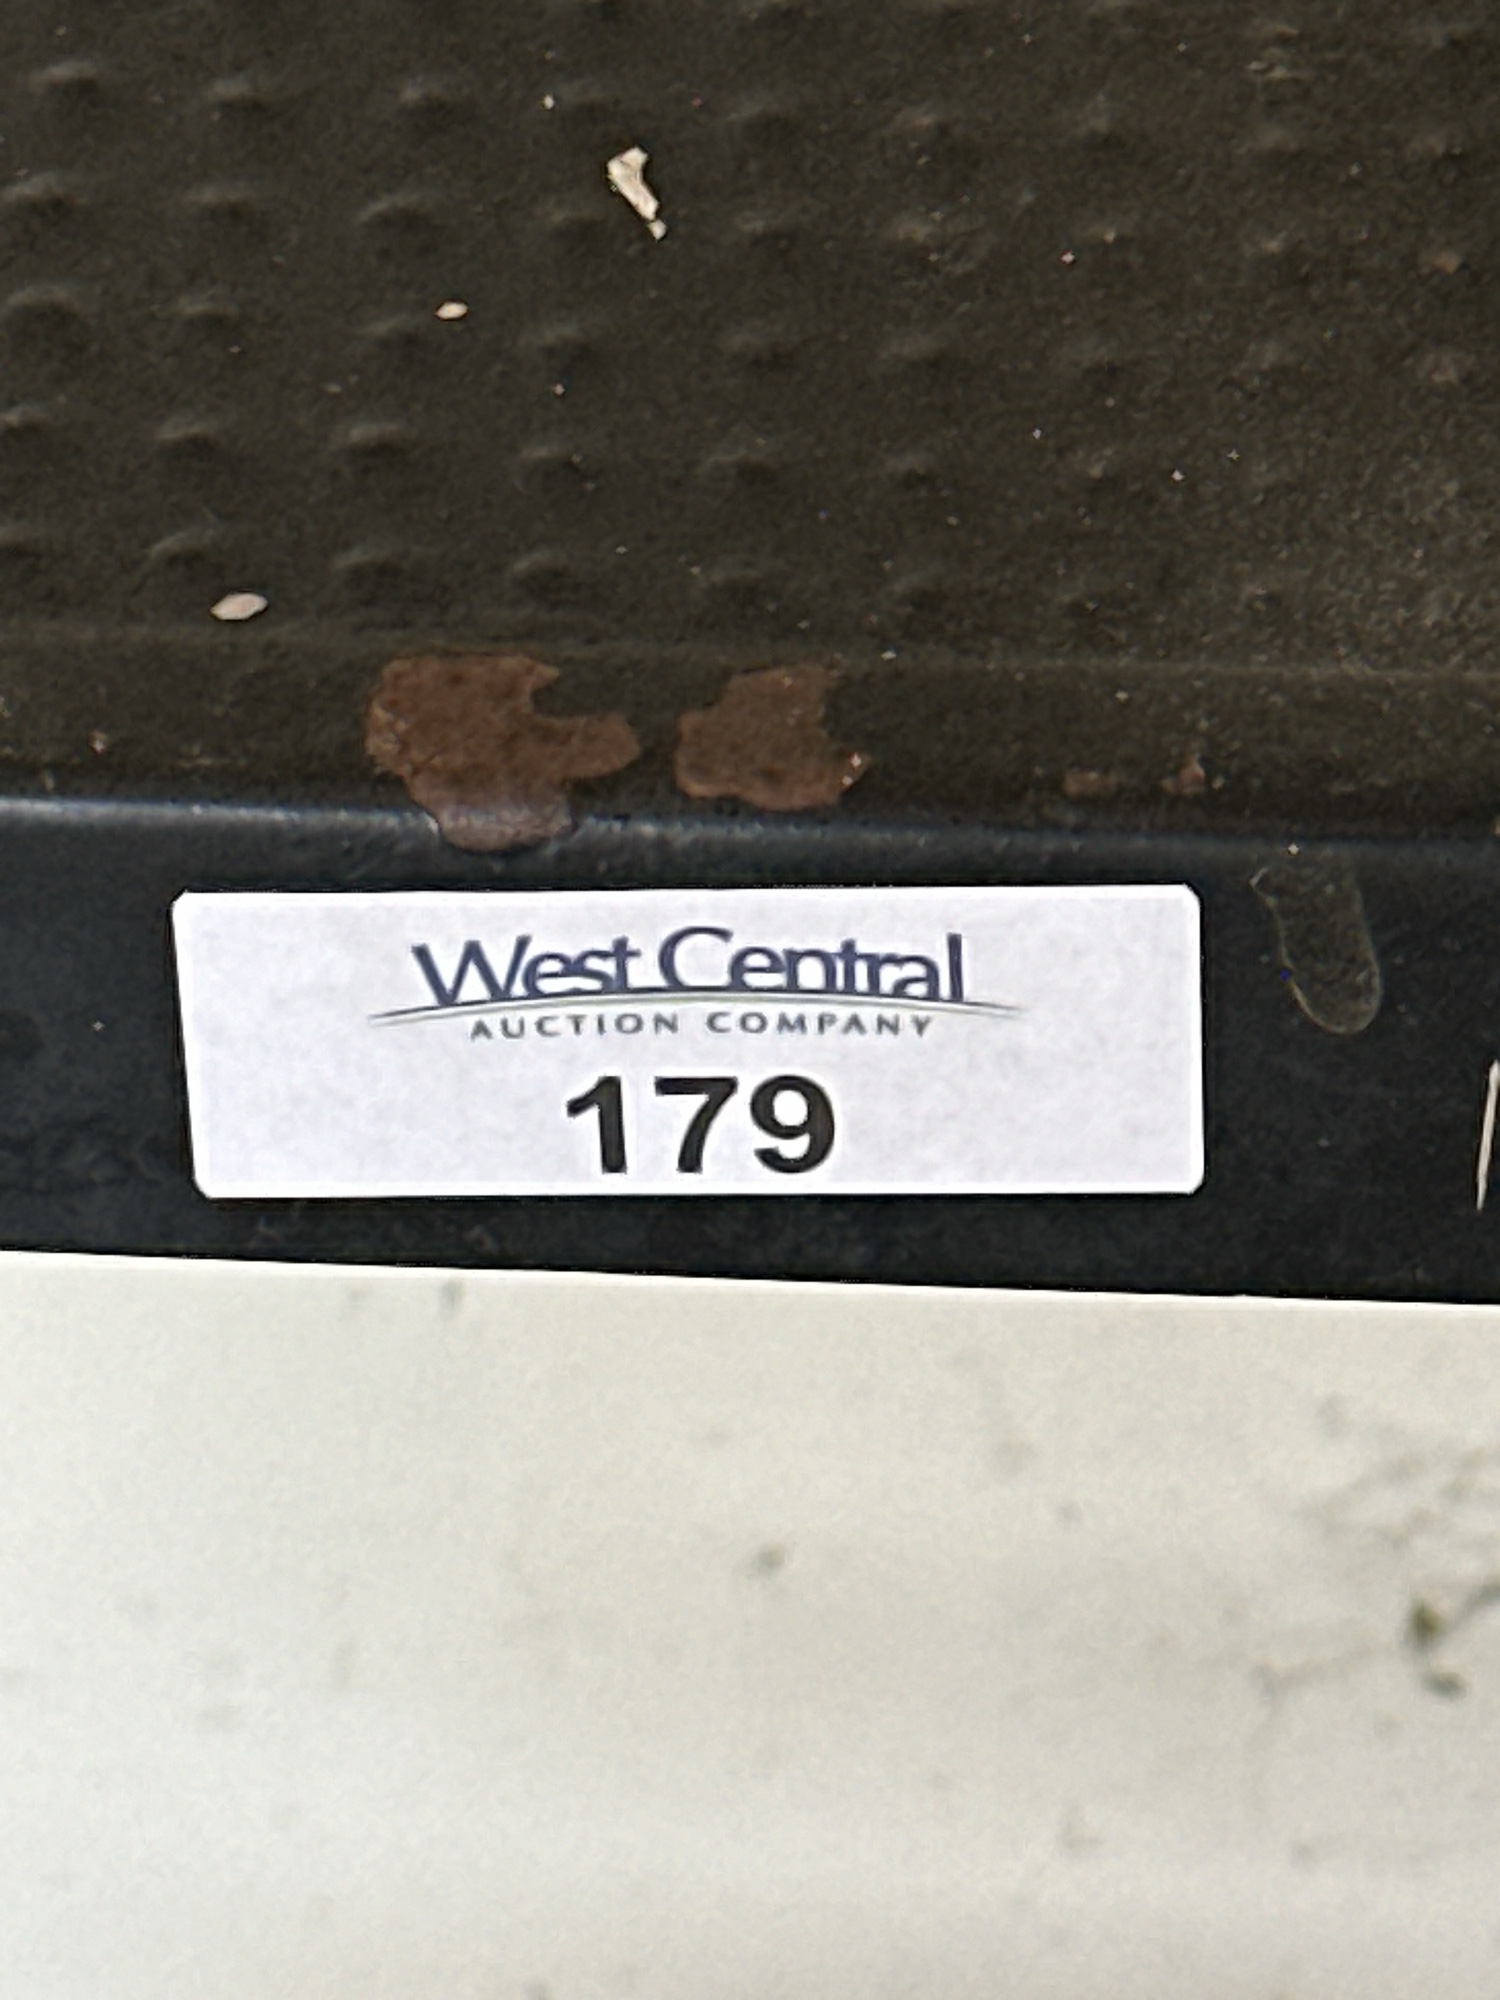 West Central
AUCTION COMPANY
179